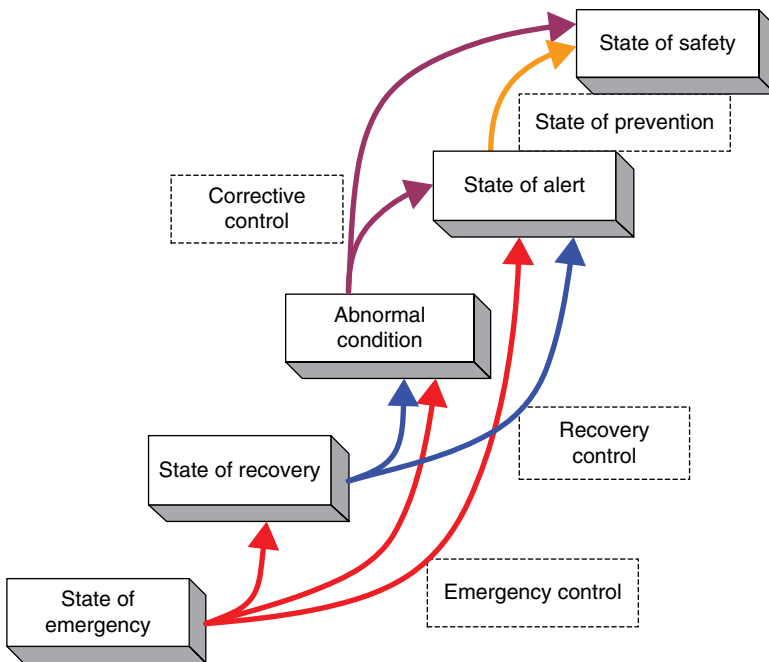 State of safety
State of prevention
State of alert
Corrective
control
Abnormal
condition
Recovery
control
State of recovery
Emergency control
State of
emergency